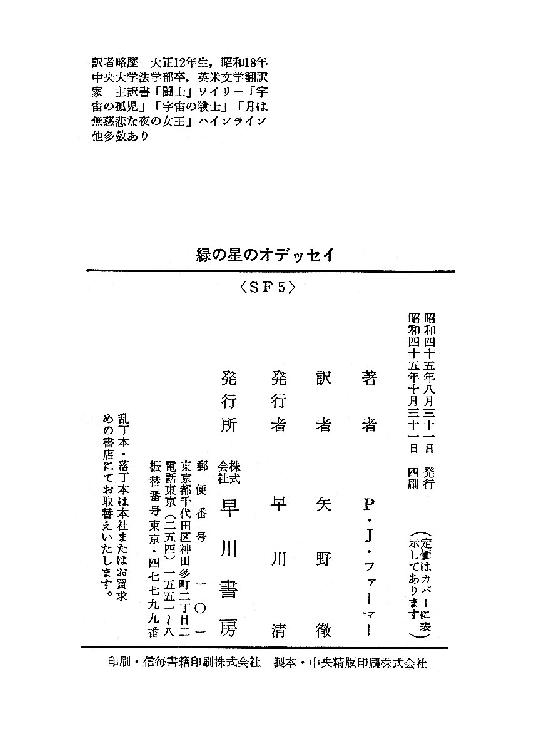 訳者略歴　大正12年生，昭和18年
中央大学法学部卒，英米文学翻訳
家　主訳書「闘士」ワイリー「宇
宙の孤児」「宇宙の戦士」「月は
無慈悲な夜の女王」ハインライン
他多数あり
緑の星のオデッセイ
〈SF5〉
昭和四十五年八月三十一日　発行
昭和四十五年十月三十一日　四刷
（定価はカバーに表
示してあります）
著者　P・J・ファーマー
訳者　矢野徹
発行者　早川清
発行所　株式会社　早川書房
郵便番号　一〇一
東京都千代田区神田多町二丁目二
電話東京（二五四）一五五一～八
振替番号東京・四七七九九番
乱丁本・落丁本は本社またはお買求
めの書店にてお取替えいたします。
印刷・信毎書籍印刷株式会社　製本・中央精版印刷株式会社